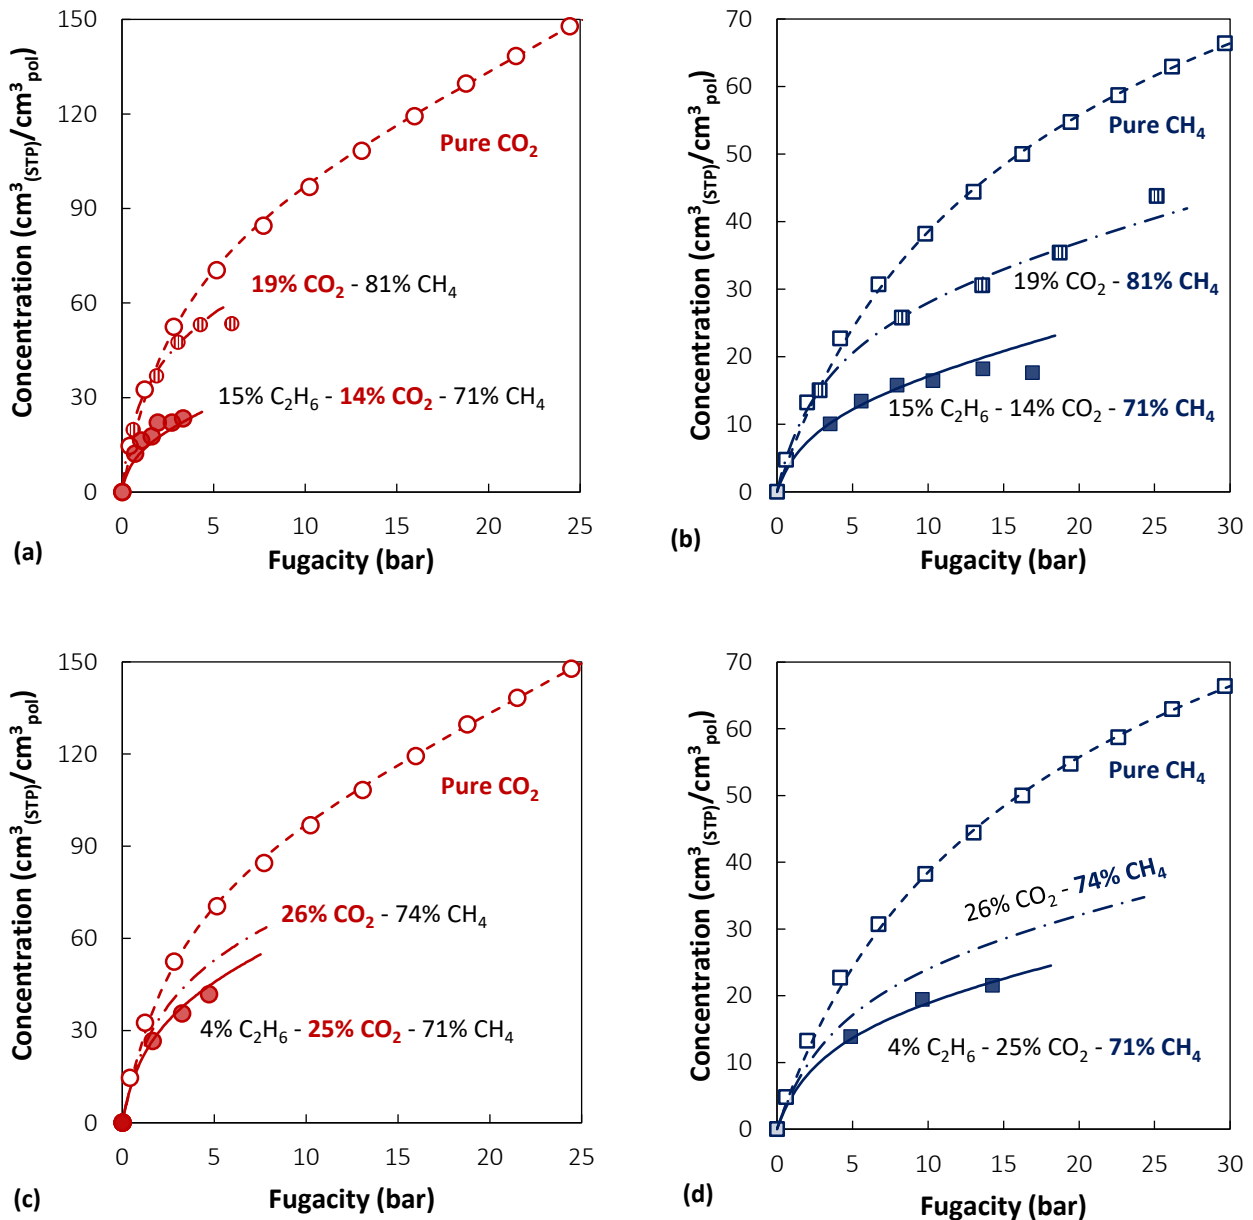 150
120
90
60
30
0
0
5
10
15
20
25
Concentration (cm³(STP)/cm³pol)
Fugacity (bar)
Pure CO₂
19% CO₂ - 81% CH₄
15% C₂H₆ - 14% CO₂ - 71% CH₄
(a)
70
60
50
40
30
20
10
0
0
5
10
15
20
25
30
Concentration (cm³(STP)/cm³pol)
Fugacity (bar)
Pure CH₄
19% CO₂ - 81% CH₄
15% C₂H₆ - 14% CO₂ - 71% CH₄
(b)
150
120
90
60
30
0
0
5
10
15
20
25
Concentration (cm³(STP)/cm³pol)
Fugacity (bar)
Pure CO₂
26% CO₂ - 74% CH₄
4% C₂H₆ - 25% CO₂ - 71% CH₄
(c)
70
60
50
40
30
20
10
0
0
5
10
15
20
25
30
Concentration (cm³(STP)/cm³pol)
Fugacity (bar)
Pure CH₄
26% CO₂ - 74% CH₄
4% C₂H₆ - 25% CO₂ - 71% CH₄
(d)